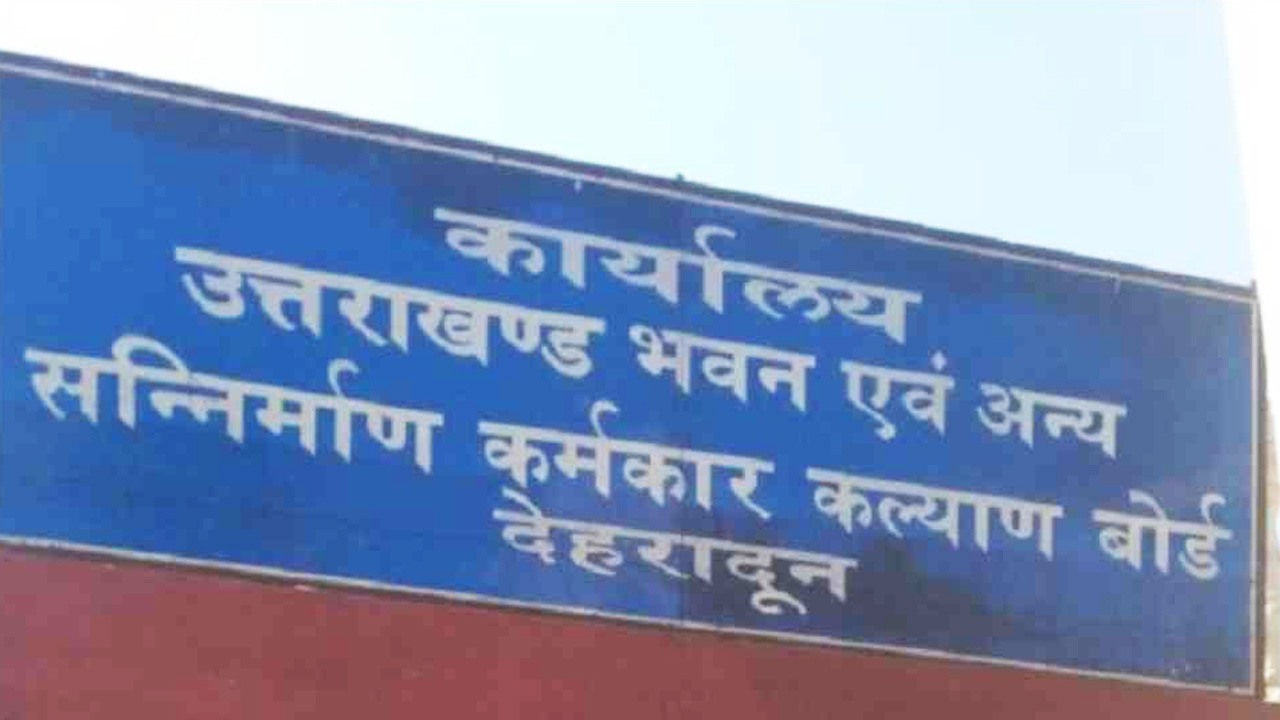 कार्यालय
उत्तराखण्ड भवन एवं अन्य
सन्निर्माण कर्मकार कल्याण बोर्ड
देहरादून